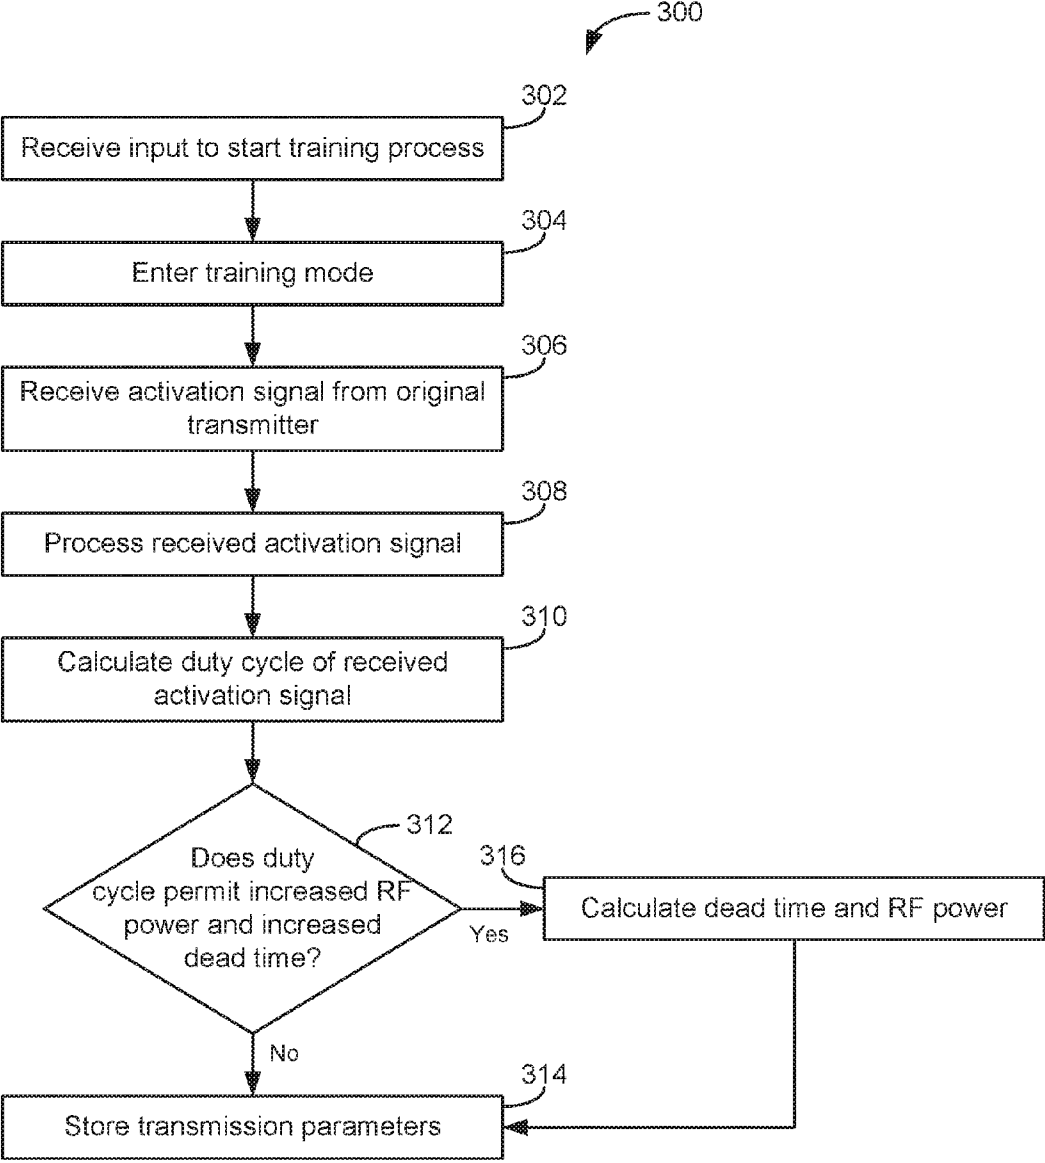 300
302
Receive input to start training process
304
Enter training mode
306
Receive activation signal from original
transmitter
308
Process received activation signal
310
Calculate duty cycle of received
activation signal
312
Does duty
cycle permit increased RF
power and increased
dead time?
Yes
316
Calculate dead time and RF power
No
314
Store transmission parameters